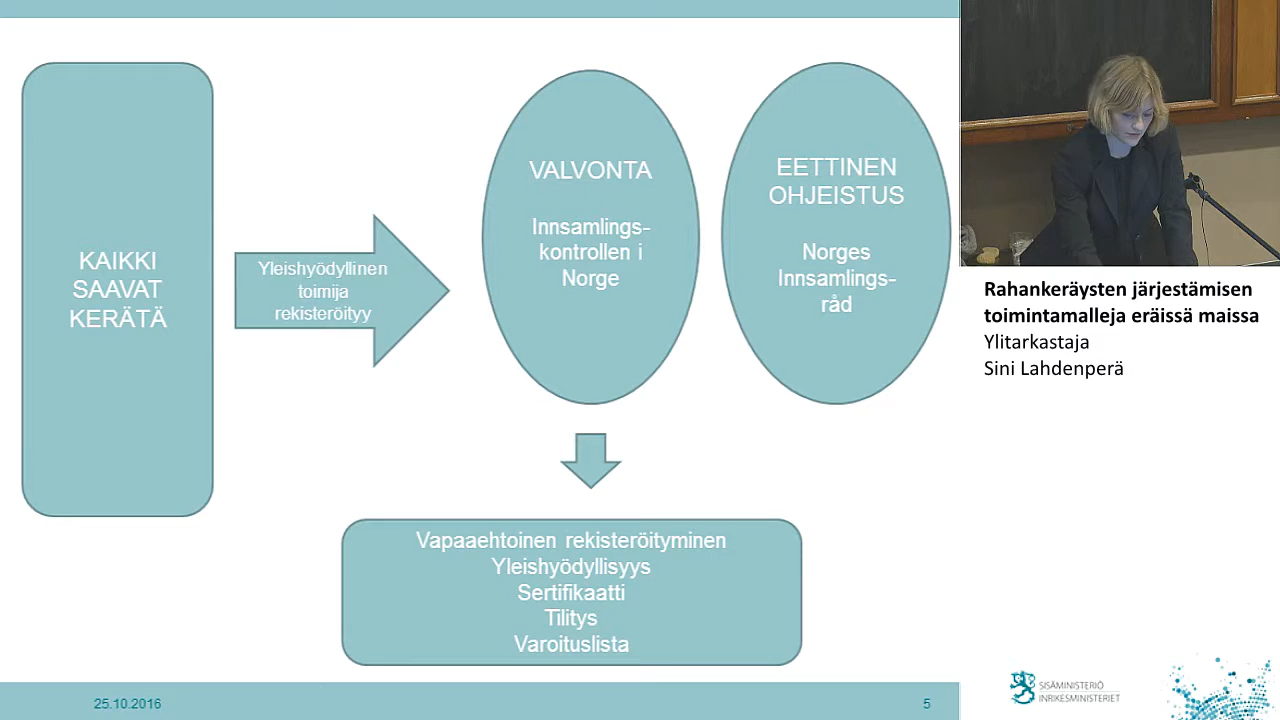 KAIKKI
SAAVAT
KERÄTÄ
Yleishyödyllinen
toimija
rekisteröityy
VALVONTA
Innsamlings-
kontrollen i
Norge
EETTINEN
OHJEISTUS
Norges
Innsamlings-
råd
Vapaaehtoinen rekisteröityminen
Yleishyödyllisyys
Sertifikaatti
Tilitys
Varoituslista
25.10.2016
5
Rahankeräysten järjestämisen
toimintamalleja eräissä maissa
Ylitarkastaja
Sini Lahdenperä
SISÄMINISTERIÖ
INRIKESMINISTERIET